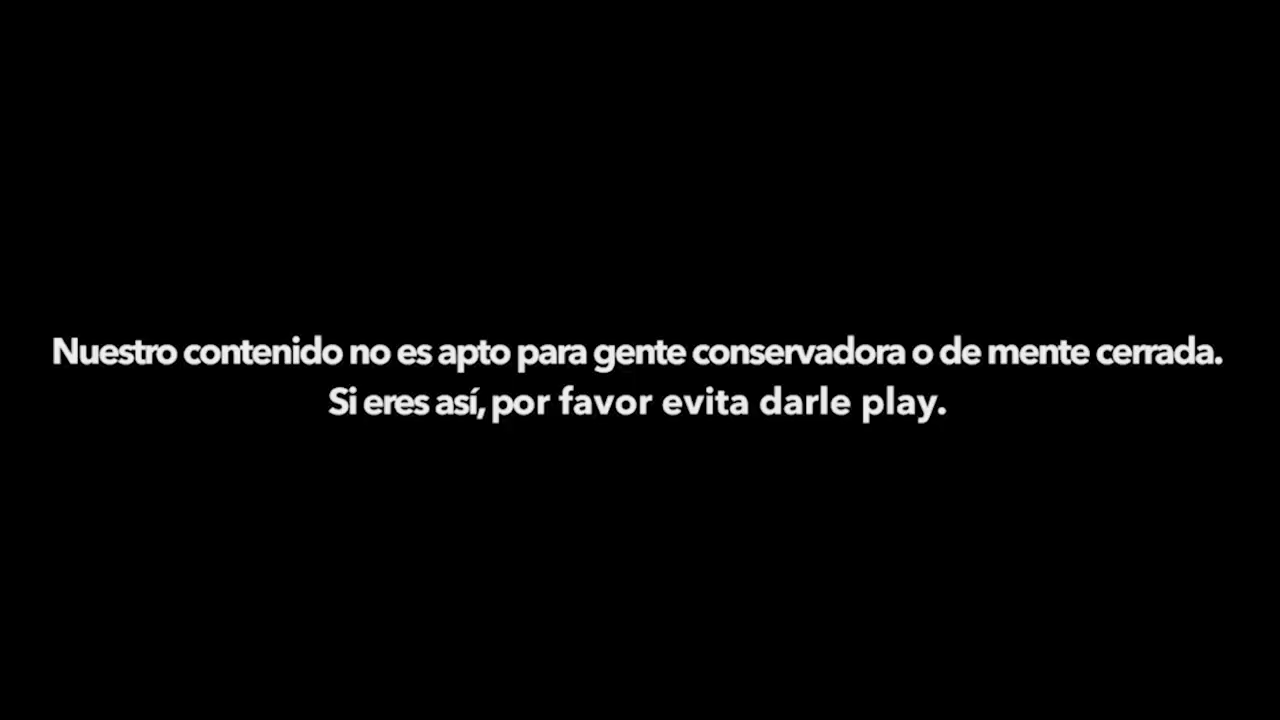 Nuestro contenido no es apto para gente conservadora o de mente cerrada.
Si eres así, por favor evita darle play.